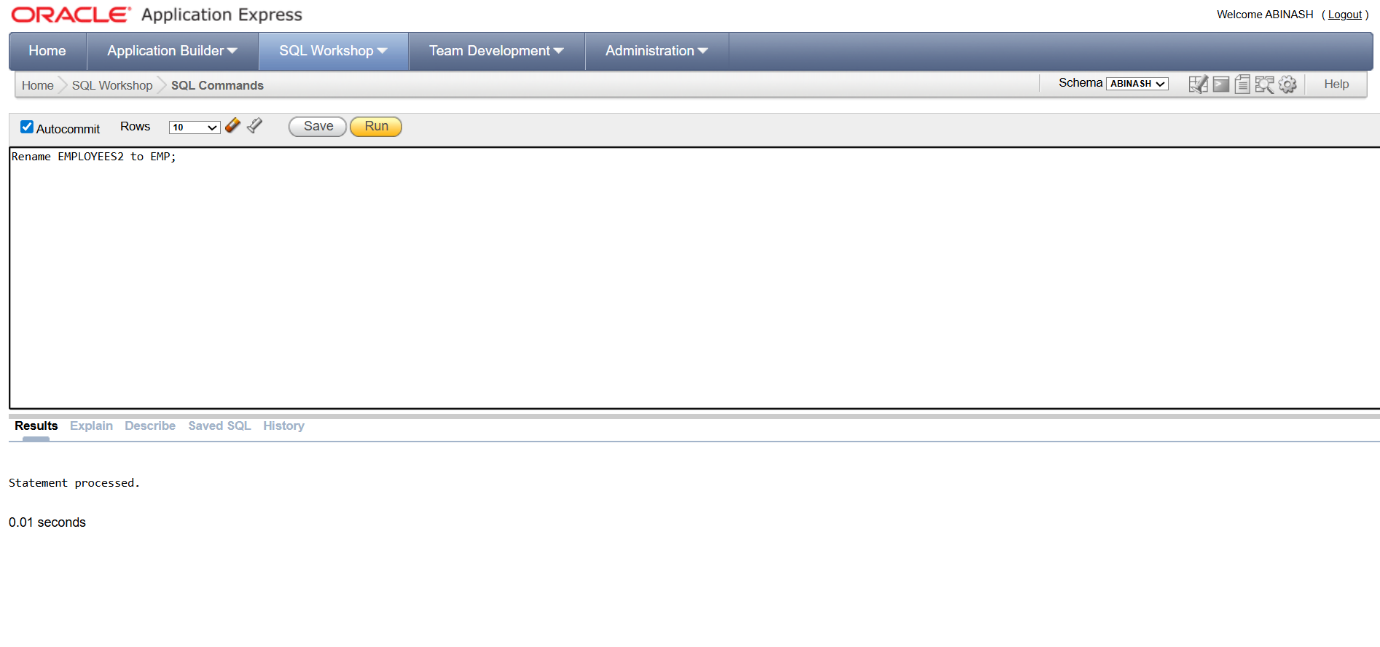 ORACLE® Application Express
Welcome ABINASH ( Logout )
Home Application Builder SQL Workshop Team Development Administration
Home SQL Workshop SQL Commands Schema ABINASH Help
Autocommit Rows 10 Save Run
Rename EMPLOYEES2 to EMP;
Results Explain Describe Saved SQL History
Statement processed.
0.01 seconds